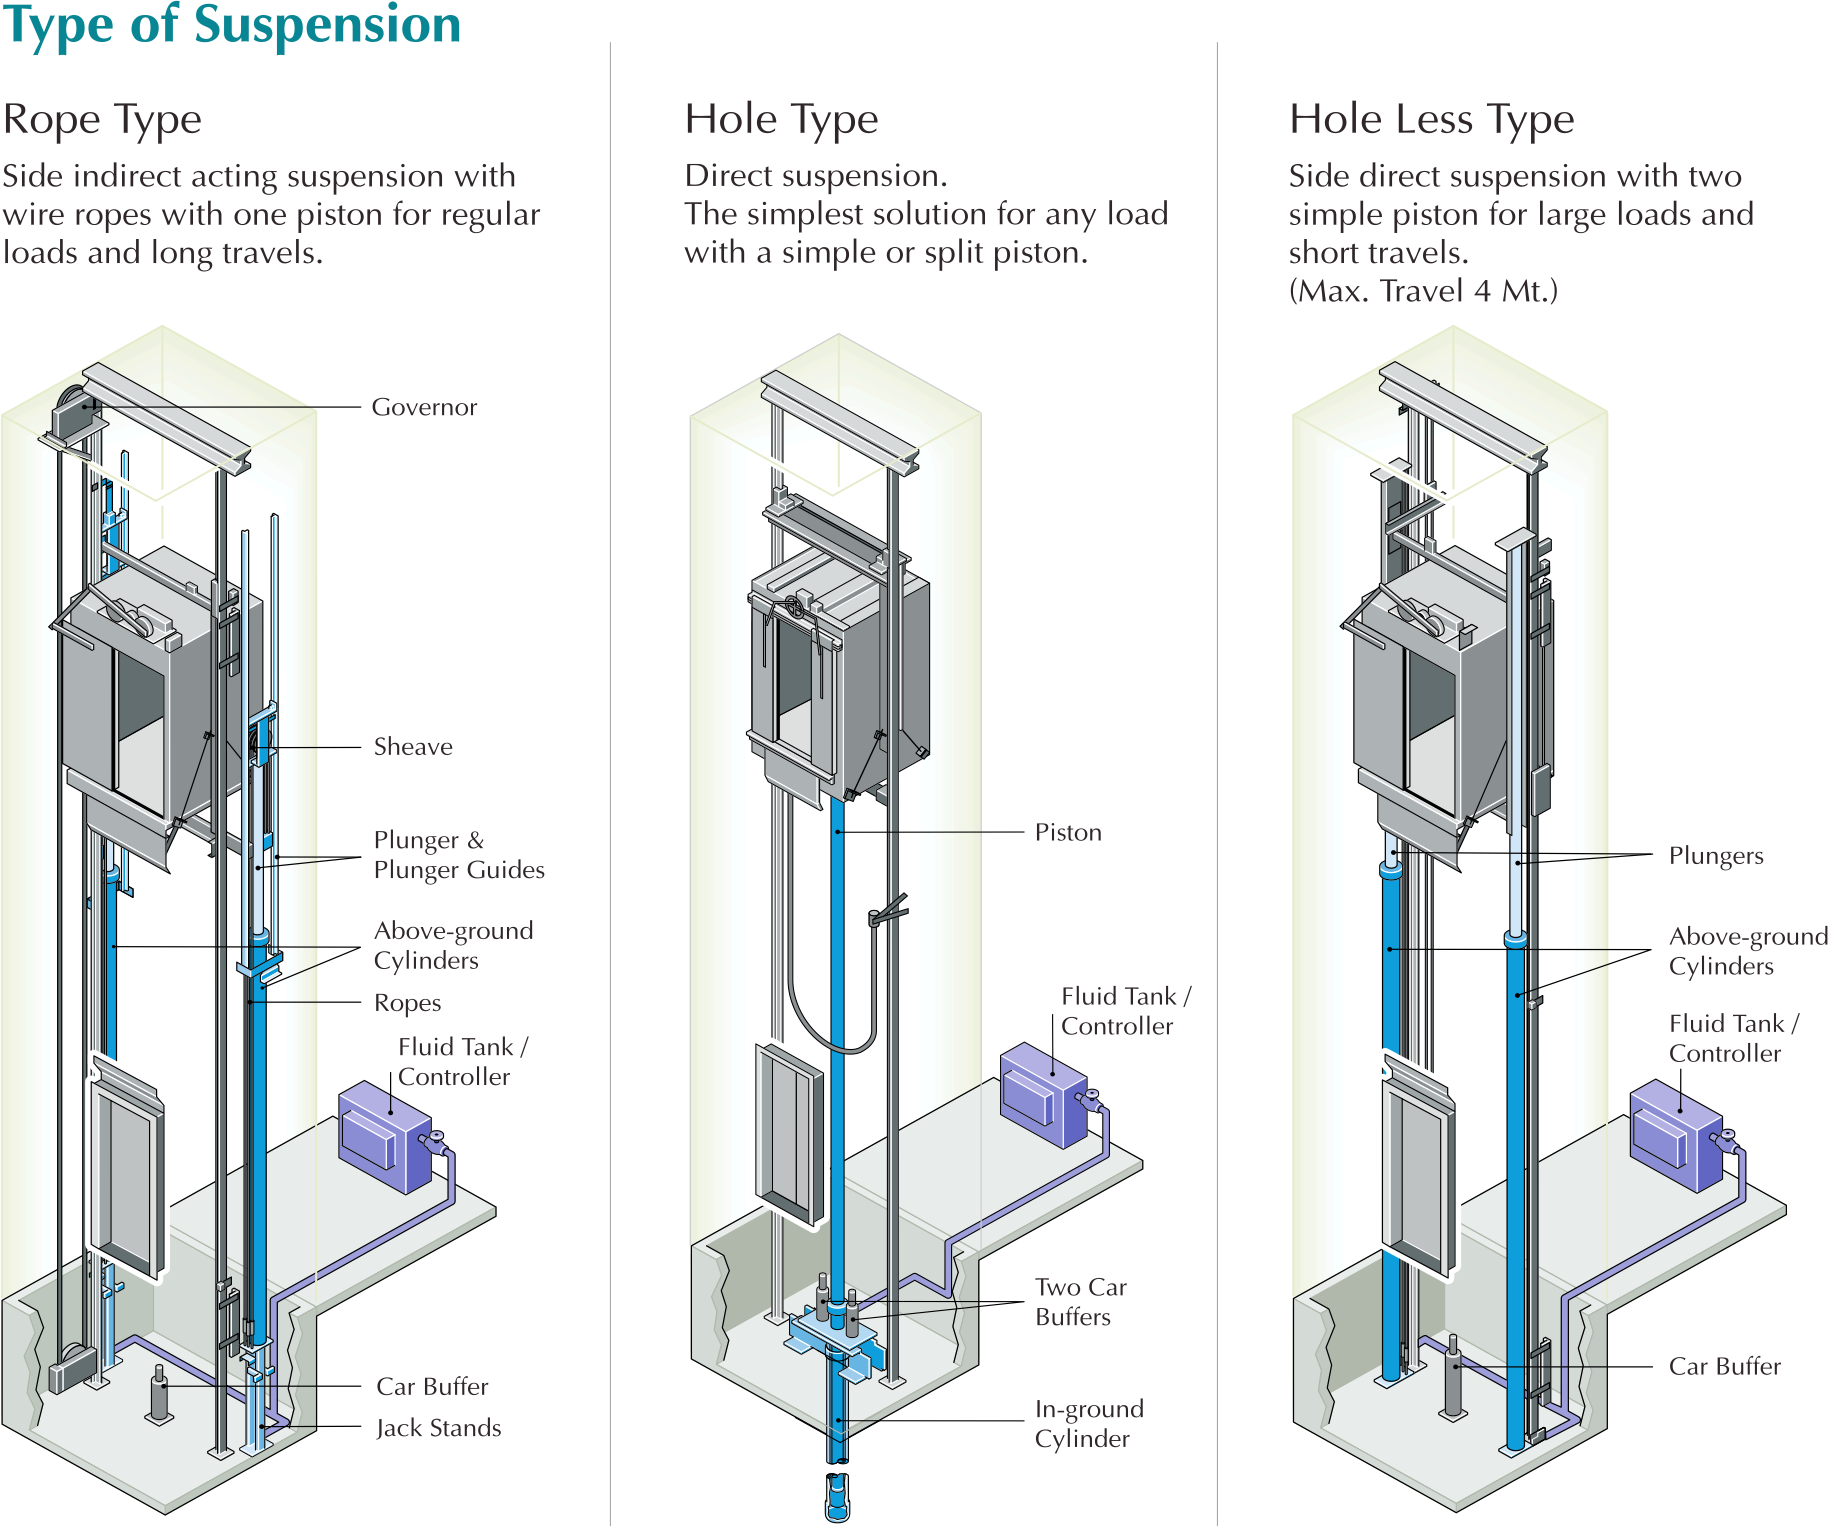 Type of Suspension
Rope Type
Side indirect acting suspension with
wire ropes with one piston for regular
loads and long travels.
Governor
Sheave
Plunger &
Plunger Guides
Above-ground
Cylinders
Ropes
Fluid Tank /
Controller
Car Buffer
Jack Stands
Hole Type
Direct suspension.
The simplest solution for any load
with a simple or split piston.
Piston
Fluid Tank /
Controller
Two Car
Buffers
In-ground
Cylinder
Hole Less Type
Side direct suspension with two
simple piston for large loads and
short travels.
(Max. Travel 4 Mt.)
Plungers
Above-ground
Cylinders
Fluid Tank /
Controller
Car Buffer